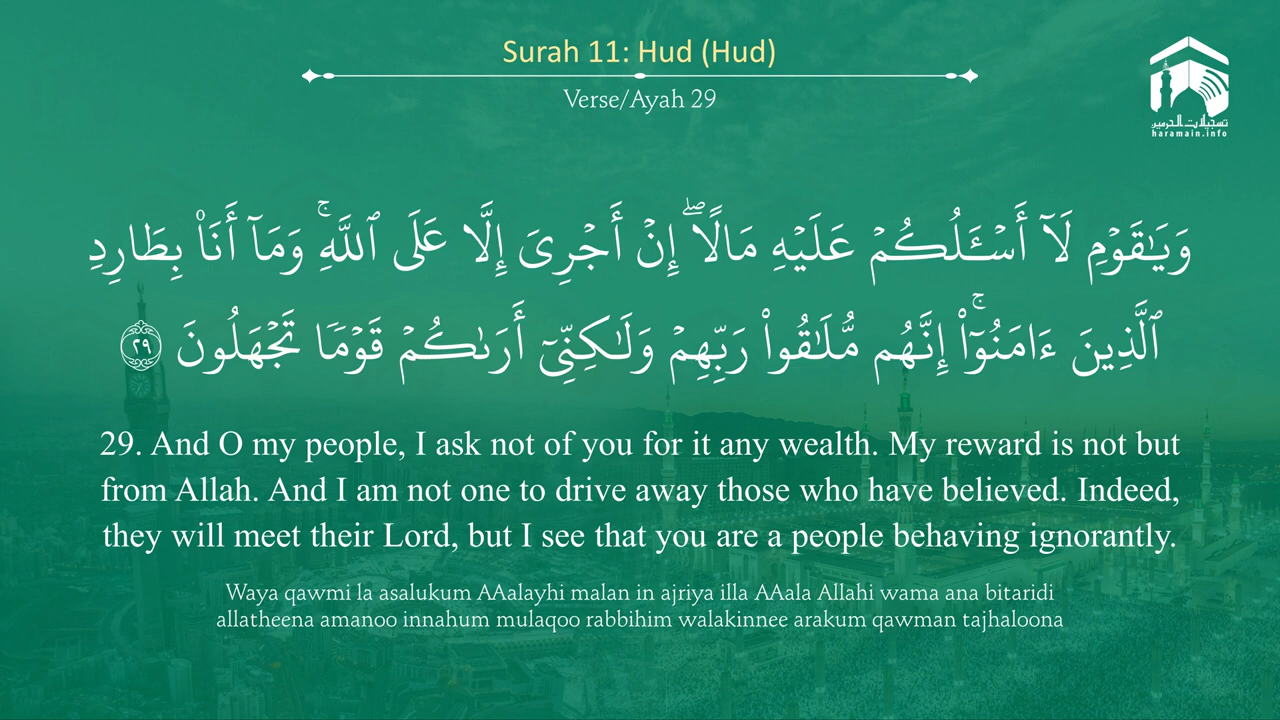 Surah 11: Hud (Hud)
Verse/Ayah 29
تسجيلات الحرمين
haramain.info
وَيَـٰقَوْمِ لَآ أَسْـَٔلُكُمْ عَلَيْهِ مَالًا ۖ إِنْ أَجْرِىَ إِلَّا عَلَى ٱللَّهِ ۚ وَمَآ أَنَا۠ بِطَارِدِ
ٱلَّذِينَ ءَامَنُوٓا۟ ۚ إِنَّهُم مُّلَـٰقُوا۟ رَبِّهِمْ وَلَـٰكِنِّىٓ أَرَىٰكُمْ قَوْمًا تَجْهَلُونَ ٢٩
29. And O my people, I ask not of you for it any wealth. My reward is not but
from Allah. And I am not one to drive away those who have believed. Indeed,
they will meet their Lord, but I see that you are a people behaving ignorantly.
Waya qawmi la asalukum AAalayhi malan in ajriya illa AAala Allahi wama ana bitaridi
allatheena amanoo innahum mulaqoo rabbihim walakinnee arakum qawman tajhaloona